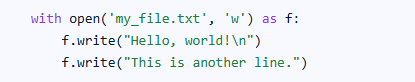 with open('my_file.txt', 'w') as f:
    f.write("Hello, world!\n")
    f.write("This is another line.")